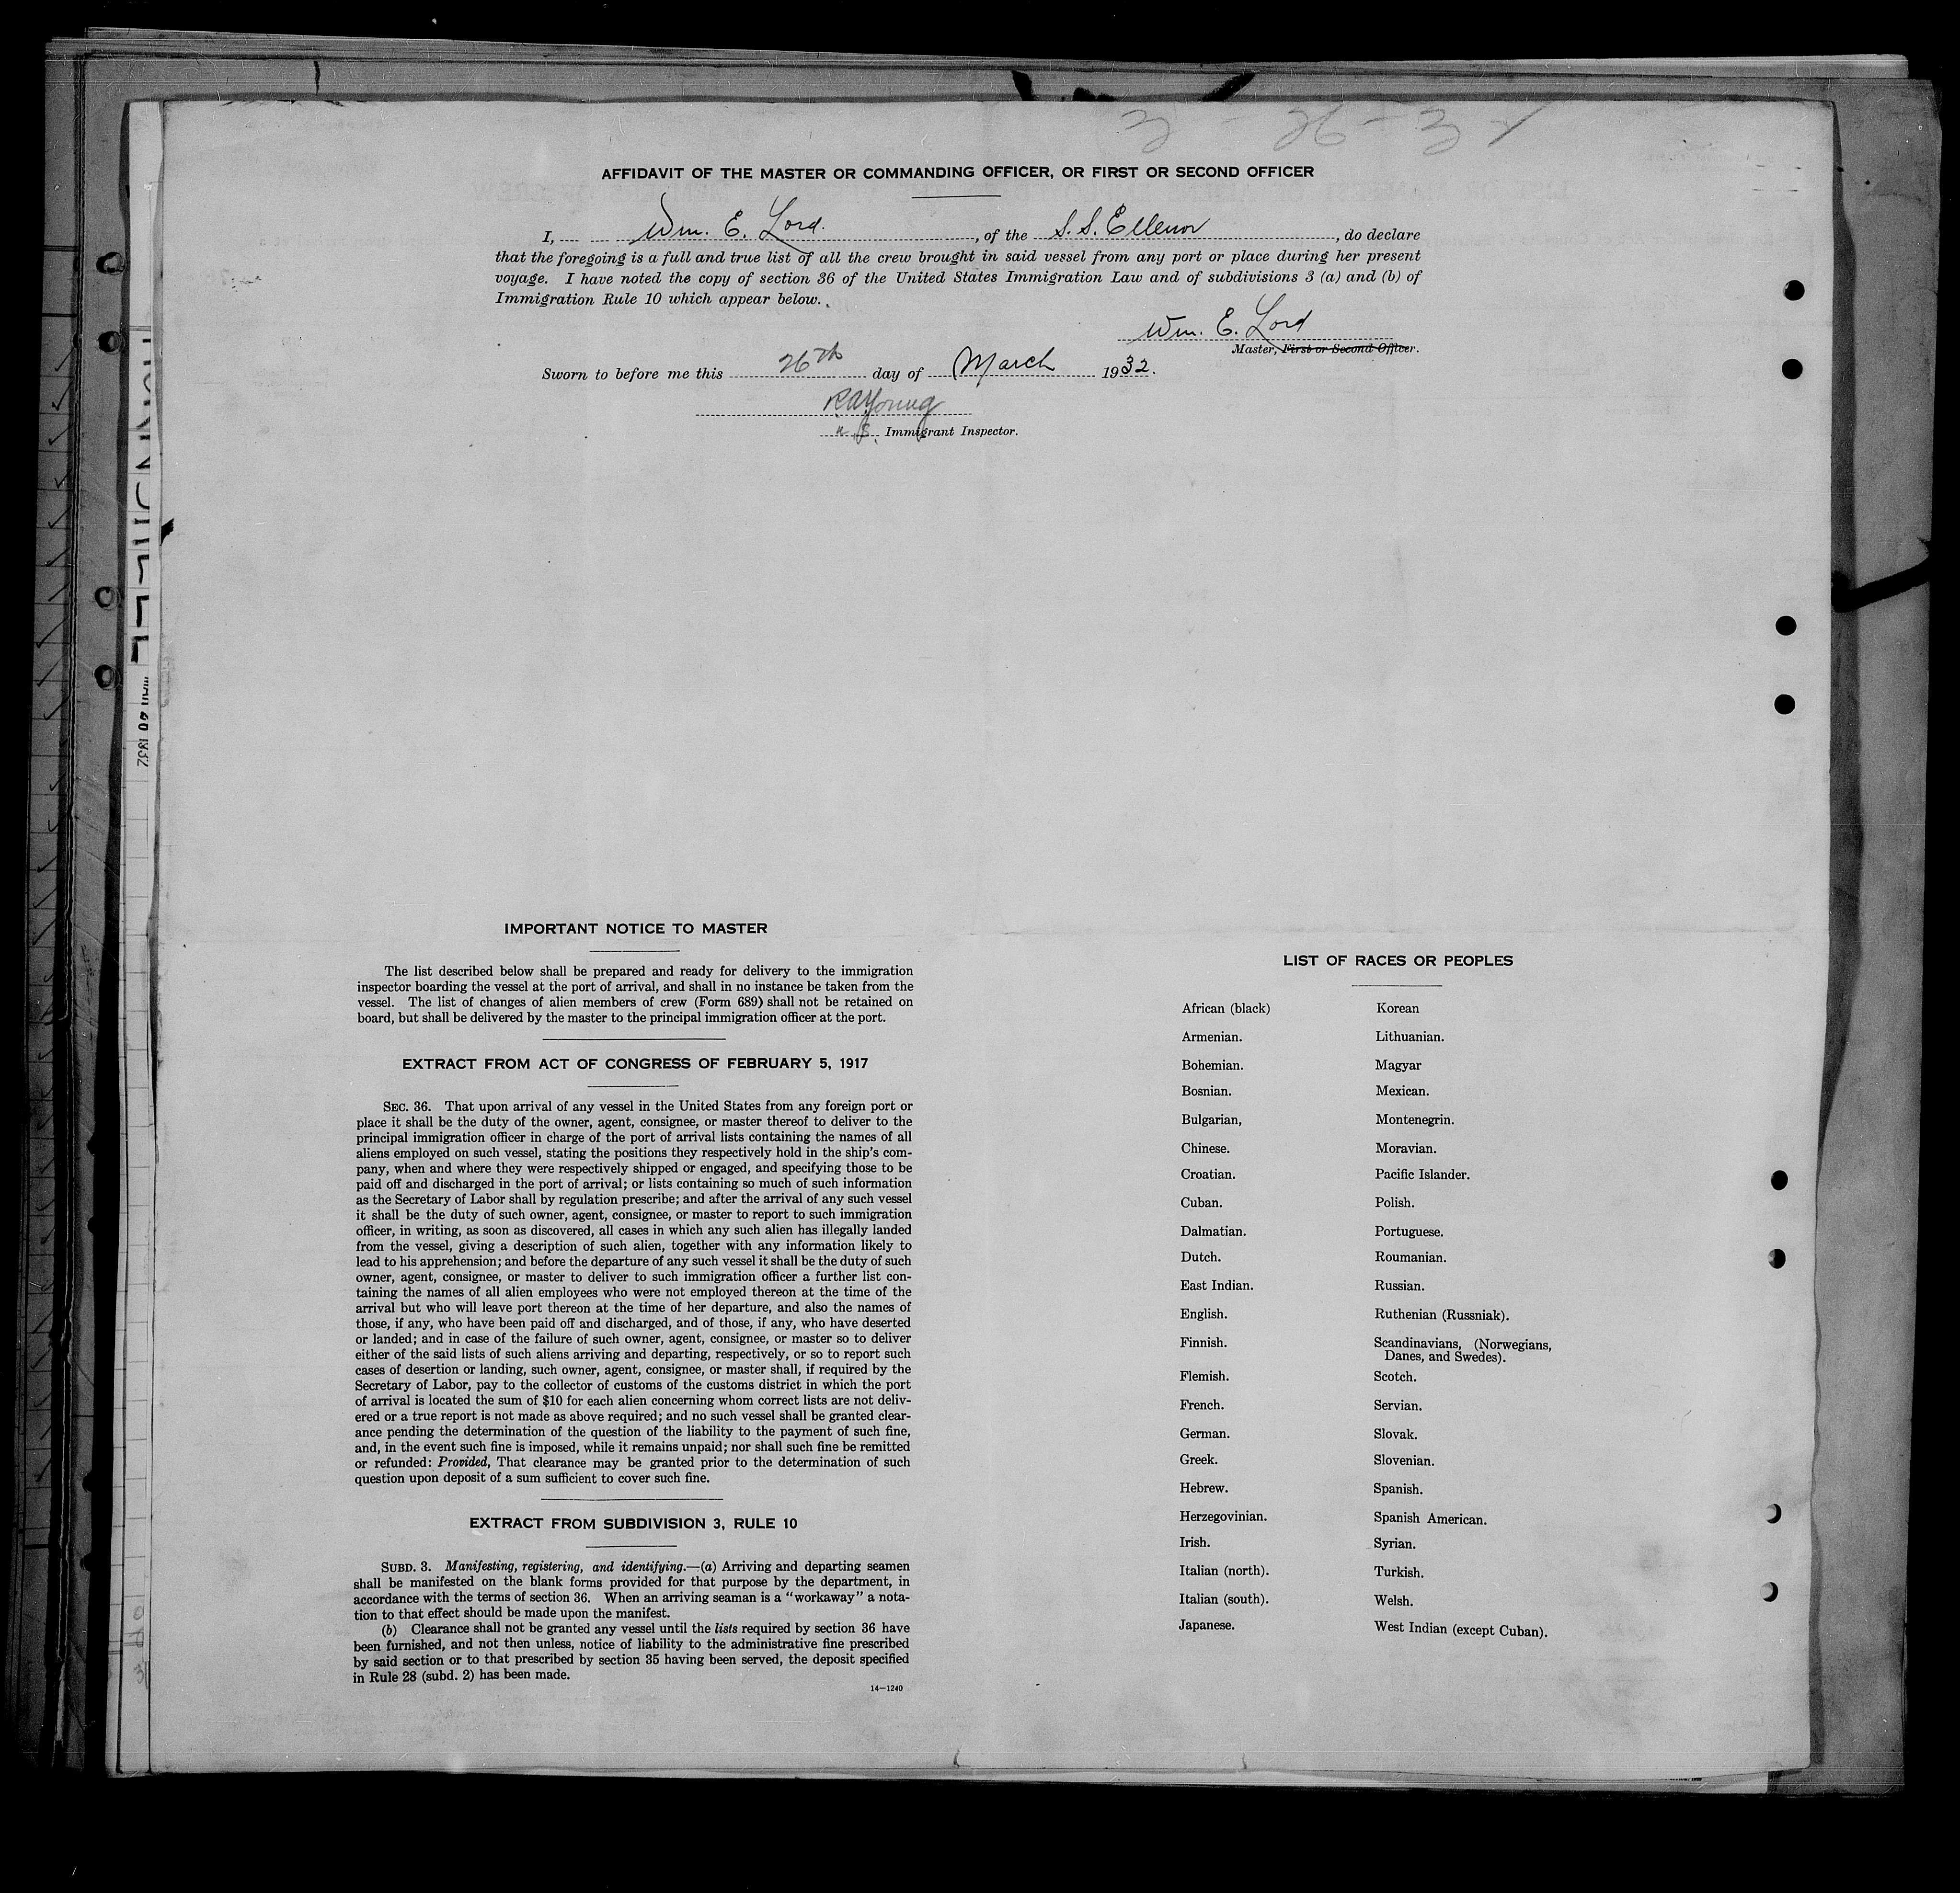 3-26-32
AFFIDAVIT OF THE MASTER OR COMMANDING OFFICER, OR FIRST OR SECOND OFFICER
I, Wm. E. Lord, of the S.S. Ellenor, do declare
that the foregoing is a full and true list of all the crew brought in said vessel from any port or place during her present
voyage. I have noted the copy of section 36 of the United States Immigration Law and of subdivisions 3 (a) and (b) of
Immigration Rule 10 which appear below.
Wm. E. Lord
Master, First or Second Officer.
Sworn to before me this 26th day of March 1932.
R A Young
U.S. Immigrant Inspector.
IMPORTANT NOTICE TO MASTER
The list described below shall be prepared and ready for delivery to the immigration
inspector boarding the vessel at the port of arrival, and shall in no instance be taken from the
vessel. The list of changes of alien members of crew (Form 689) shall not be retained on
board, but shall be delivered by the master to the principal immigration officer at the port.
EXTRACT FROM ACT OF CONGRESS OF FEBRUARY 5, 1917
SEC. 36. That upon arrival of any vessel in the United States from any foreign port or
place it shall be the duty of the owner, agent, consignee, or master thereof to deliver to the
principal immigration officer in charge of the port of arrival lists containing the names of all
aliens employed on such vessel, stating the positions they respectively hold in the ship's com-
pany, when and where they were respectively shipped or engaged, and specifying those to be
paid off and discharged in the port of arrival; or lists containing so much of such information
as the Secretary of Labor shall by regulation prescribe; and after the arrival of any such vessel
it shall be the duty of such owner, agent, consignee, or master to report to such immigration
officer, in writing, as soon as discovered, all cases in which any such alien has illegally landed
from the vessel, giving a description of such alien, together with any information likely to
lead to his apprehension; and before the departure of any such vessel it shall be the duty of such
owner, agent, consignee, or master to deliver to such immigration officer a further list con-
taining the names of all alien employees who were not employed thereon at the time of the
arrival but who will leave port thereon at the time of her departure, and also the names of
those, if any, who have been paid off and discharged, and of those, if any, who have deserted
or landed; and in case of the failure of such owner, agent, consignee, or master so to deliver
either of the said lists of such aliens arriving and departing, respectively, or so to report such
cases of desertion or landing, such owner, agent, consignee, or master shall, if required by the
Secretary of Labor, pay to the collector of customs of the customs district in which the port
of arrival is located the sum of $10 for each alien concerning whom correct lists are not deliv-
ered or a true report is not made as above required; and no such vessel shall be granted clear-
ance pending the determination of the question of the liability to the payment of such fine,
and, in the event such fine is imposed, while it remains unpaid; nor shall such fine be remitted
or refunded: Provided, That clearance may be granted prior to the determination of such
question upon deposit of a sum sufficient to cover such fine.
EXTRACT FROM SUBDIVISION 3, RULE 10
SUBD. 3. Manifesting, registering, and identifying.—(a) Arriving and departing seamen
shall be manifested on the blank forms provided for that purpose by the department, in
accordance with the terms of section 36. When an arriving seaman is a "workaway" a nota-
tion to that effect should be made upon the manifest.
(b) Clearance shall not be granted any vessel until the lists required by section 36 have
been furnished, and not then unless, notice of liability to the administrative fine prescribed
by said section or to that prescribed by section 35 having been served, the deposit specified
in Rule 28 (subd. 2) has been made.
14—1240
LIST OF RACES OR PEOPLES
African (black)
Armenian.
Bohemian.
Bosnian.
Bulgarian,
Chinese.
Croatian.
Cuban.
Dalmatian.
Dutch.
East Indian.
English.
Finnish.
Flemish.
French.
German.
Greek.
Hebrew.
Herzegovinian.
Irish.
Italian (north).
Italian (south).
Japanese.
Korean
Lithuanian.
Magyar
Mexican.
Montenegrin.
Moravian.
Pacific Islander.
Polish.
Portuguese.
Roumanian.
Russian.
Ruthenian (Russniak).
Scandinavians, (Norwegians,
Danes, and Swedes).
Scotch.
Servian.
Slovak.
Slovenian.
Spanish.
Spanish American.
Syrian.
Turkish.
Welsh.
West Indian (except Cuban).